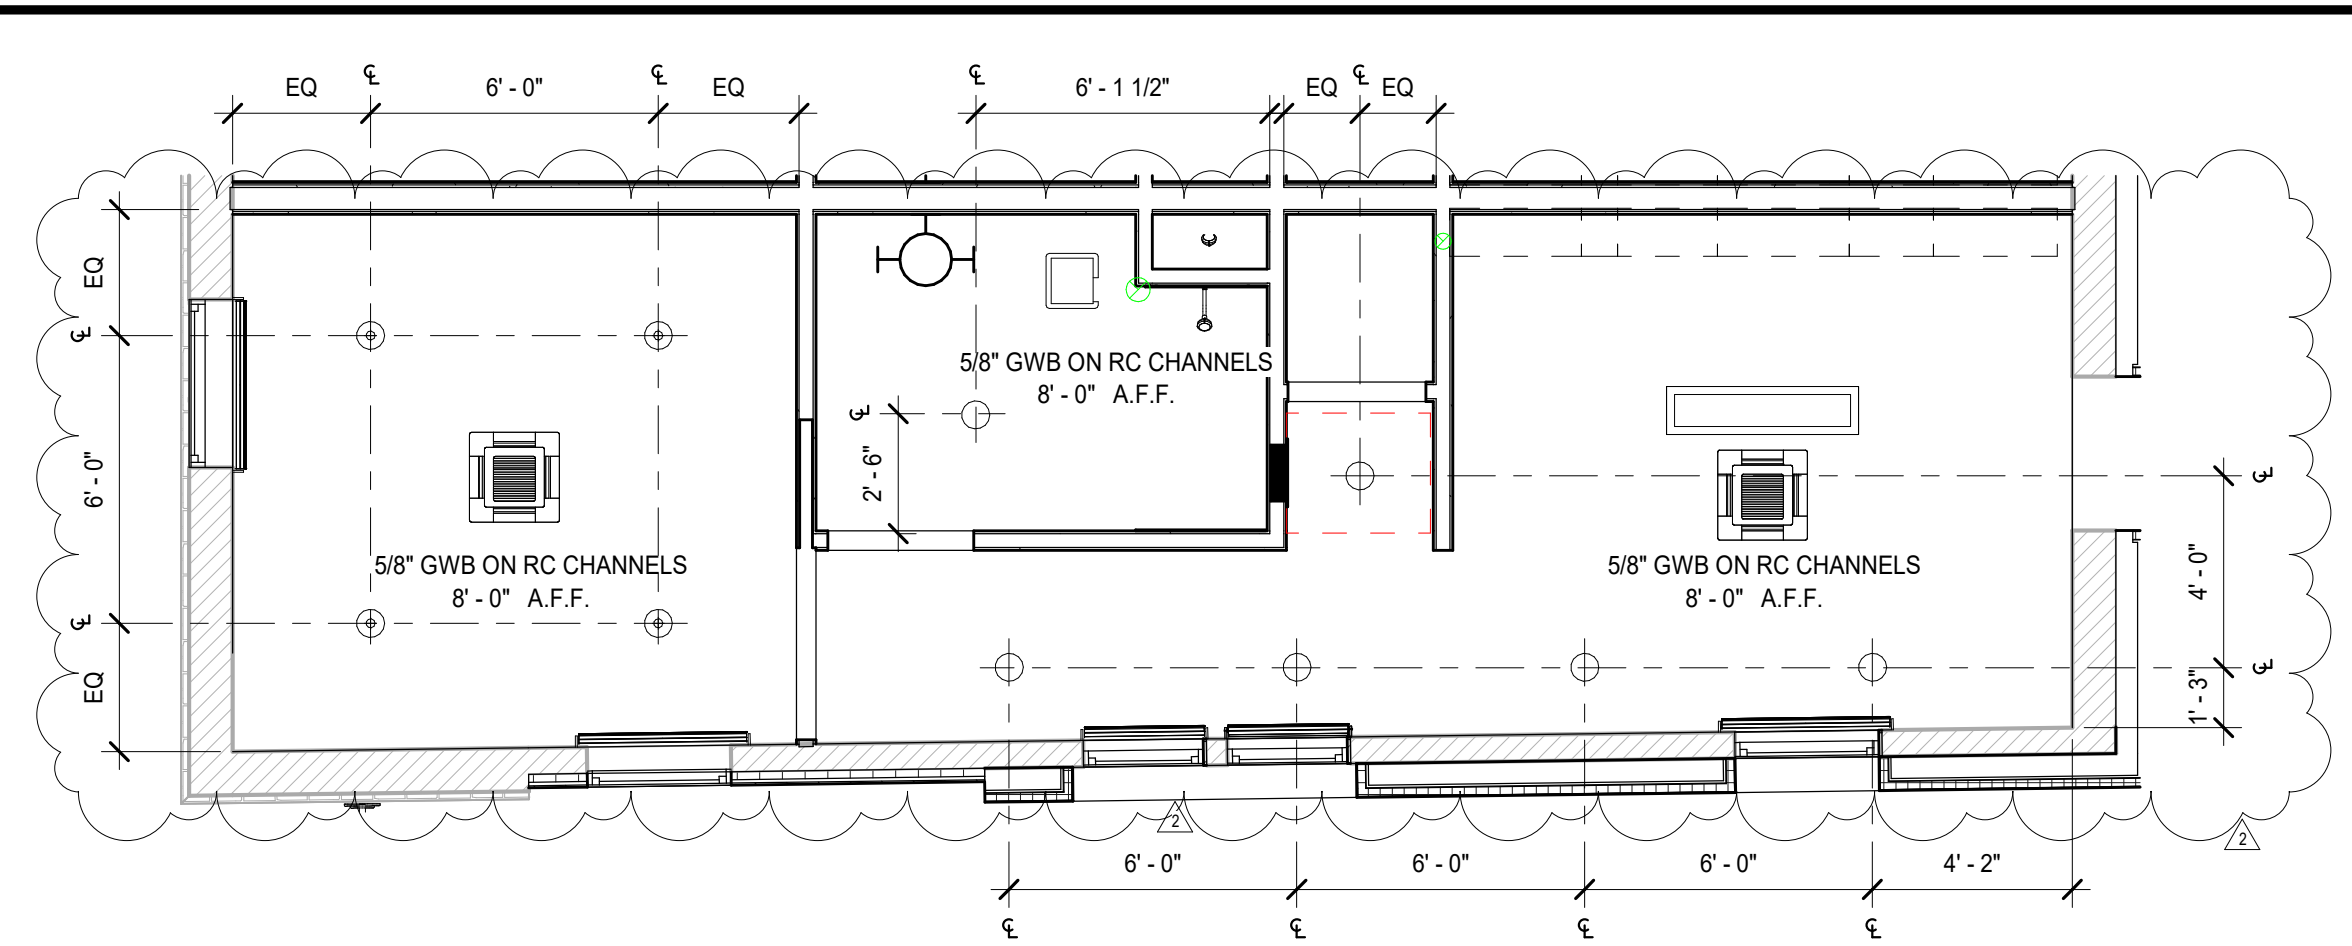 ℄ ℄ ℄ ℄
EQ 6' - 0" EQ 6' - 1 1/2" EQ EQ
EQ
℄
5/8" GWB ON RC CHANNELS
8' - 0" A.F.F.
℄
2' - 6"
6' - 0"
℄
5/8" GWB ON RC CHANNELS
8' - 0" A.F.F.
5/8" GWB ON RC CHANNELS
8' - 0" A.F.F.
4' - 0"
℄
℄
EQ
1' - 3"
2
2
6' - 0" 6' - 0" 6' - 0" 4' - 2"
℄ ℄ ℄ ℄